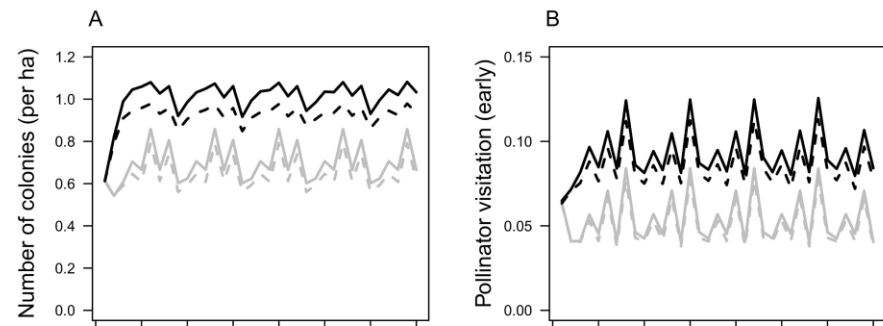 A
Number of colonies (per ha)
1.2
1.0
0.8
0.6
0.4
0.2
0.0
B
Pollinator visitation (early)
0.15
0.10
0.05
0.00